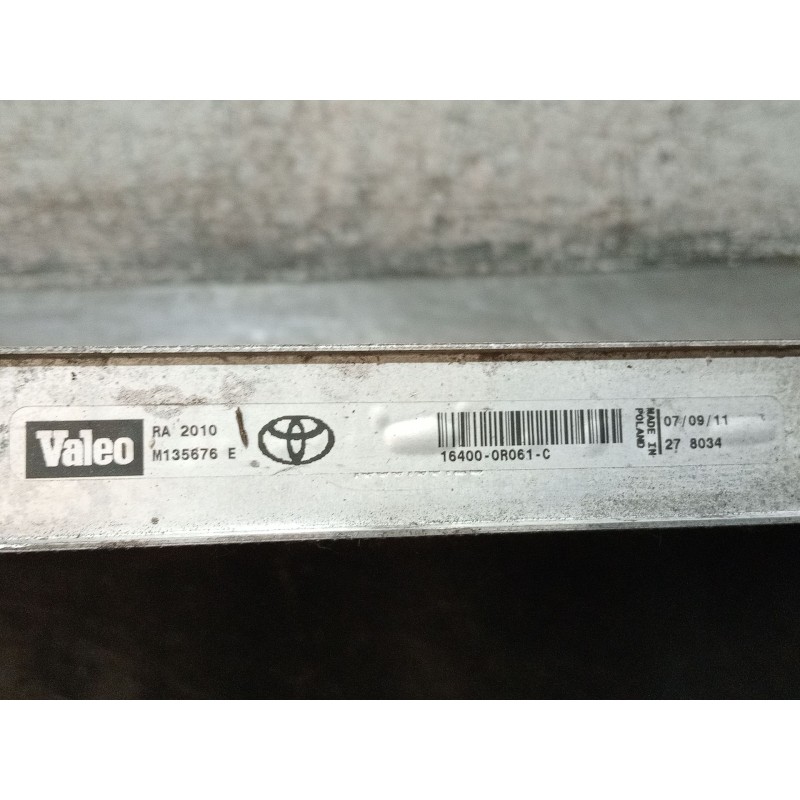 Valeo
RA 2010
M135676 E
16400-0R061-C
MADE IN
POLAND
07/09/11
27 8034